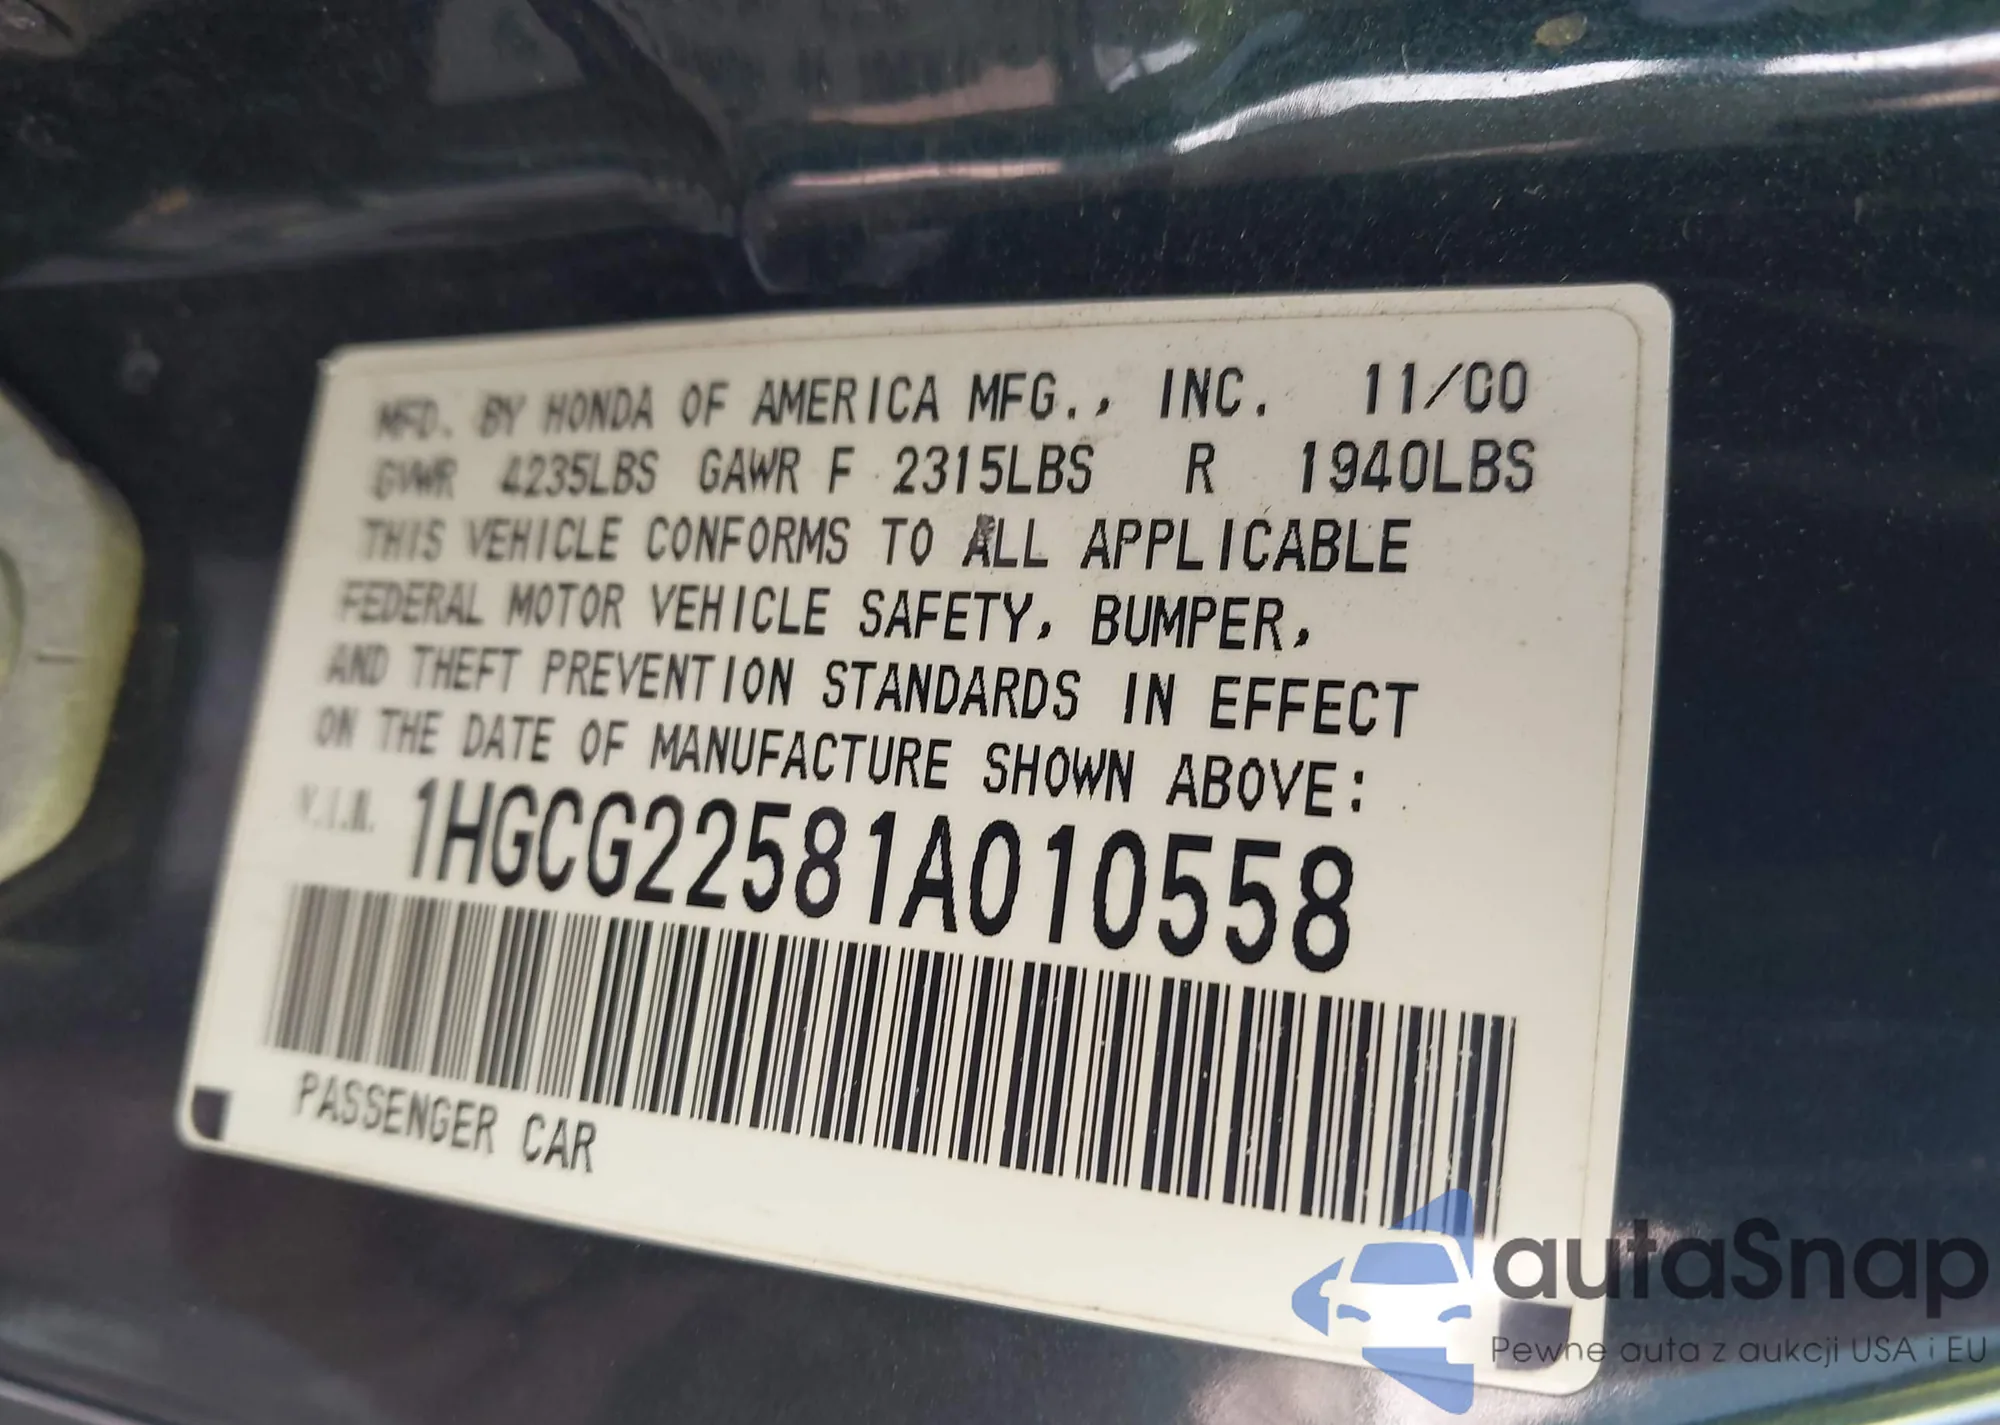 MFD. BY HONDA OF AMERICA MFG., INC. 11/00
GVWR 4235LBS GAWR F 2315LBS R 1940LBS
THIS VEHICLE CONFORMS TO ALL APPLICABLE
FEDERAL MOTOR VEHICLE SAFETY, BUMPER,
AND THEFT PREVENTION STANDARDS IN EFFECT
ON THE DATE OF MANUFACTURE SHOWN ABOVE:
V.I.N. 1HGCG22581A010558
PASSENGER CAR
autaSnap
Pewne auta z aukcji USA i EU